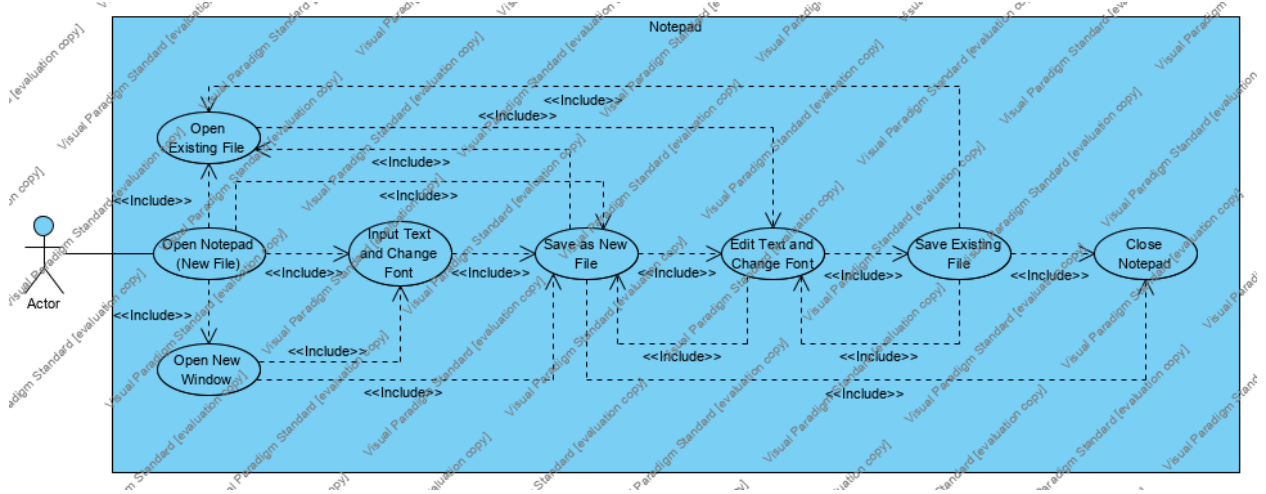 Notepad
<<Include>>
<<Include>>
Open
Existing File
<<Include>>
<<Include>>
<<Include>>
Open Notepad
(New File)
Input Text
and Change
Font
Save as New
File
Edit Text and
Change Font
Save Existing
File
Close
Notepad
<<Include>>
<<Include>>
<<Include>>
<<Include>>
<<Include>>
Actor
<<Include>>
Open New
Window
<<Include>>
<<Include>>
<<Include>>
<<Include>>
<<Include>>
Visual Paradigm Standard [evaluation copy]